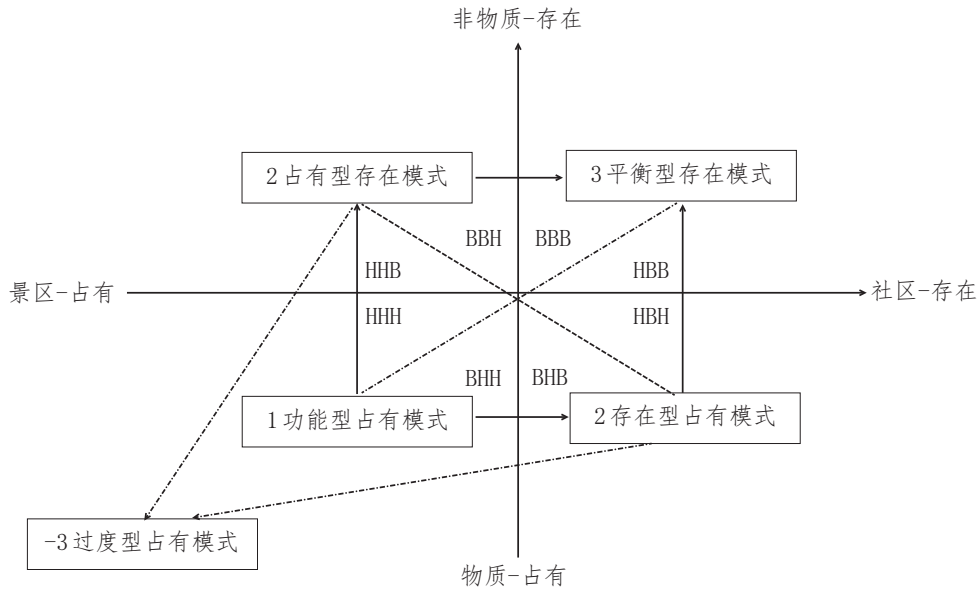 非物质-存在
2占有型存在模式
3平衡型存在模式
BBH
BBB
HHB
HBB
景区-占有
社区-存在
HHH
HBH
BHH
BHB
1功能型占有模式
2存在型占有模式
-3过度型占有模式
物质-占有